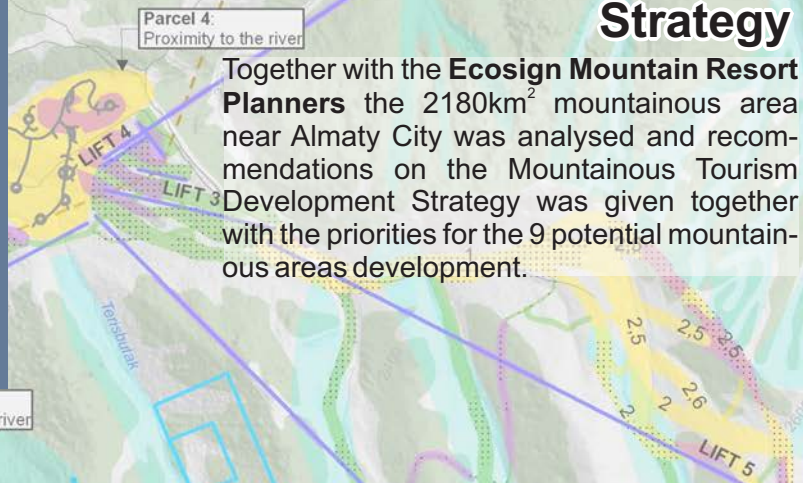 Strategy
Parcel 4:
Proximity to the river
Together with the Ecosign Mountain Resort
Planners the 2180km² mountainous area
near Almaty City was analysed and recom-
mendations on the Mountainous Tourism
Development Strategy was given together
with the priorities for the 9 potential mountain-
ous areas development.
LIFT 4
LIFT 3
1
2,5
2,5
2,5
2,6
2
2
LIFT 5
Terisbutak
river